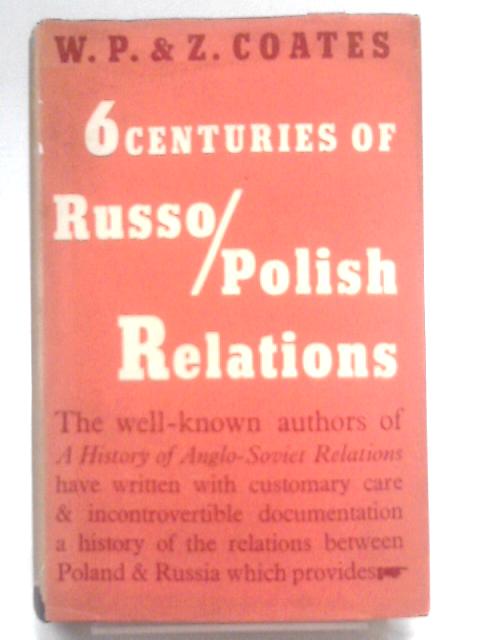 W. P. & Z. COATES
6 CENTURIES OF
Russo/
Polish
Relations
The well-known authors of
A History of Anglo-Soviet Relations
have written with customary care
& incontrovertible documentation
a history of the relations between
Poland & Russia which provides